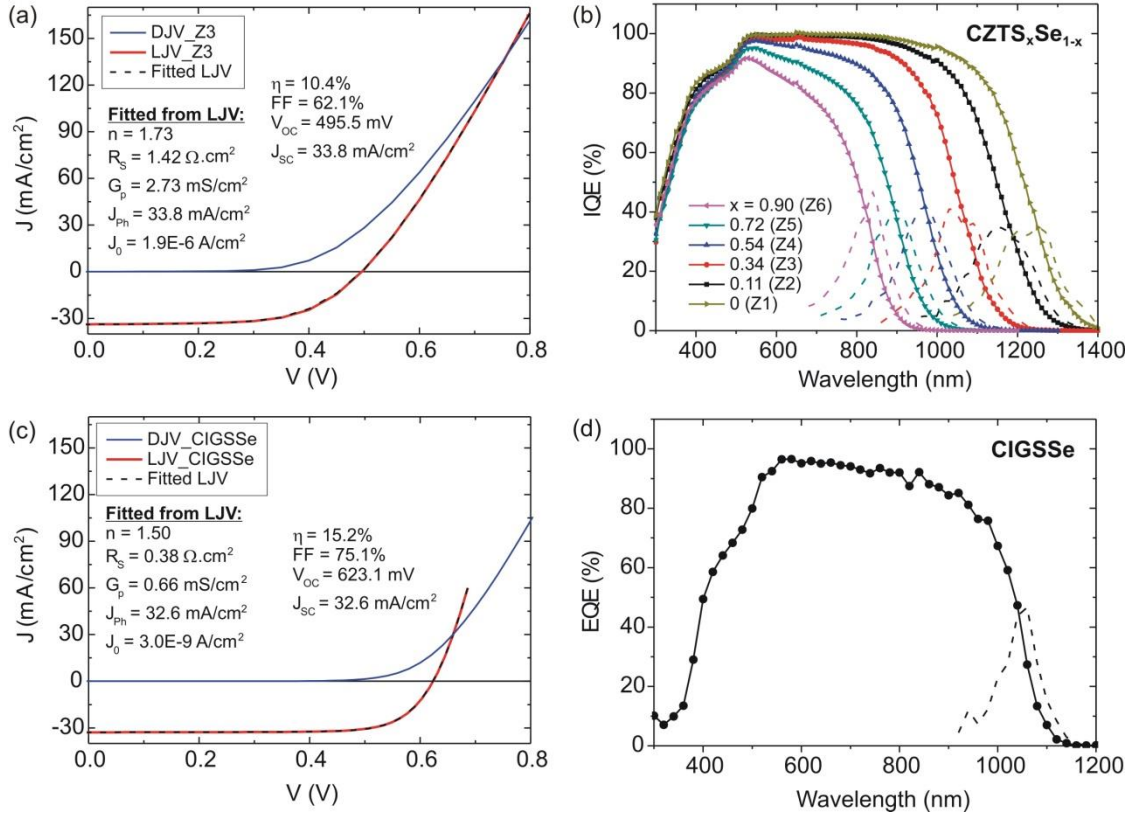 (a)
DJV_Z3
LJV_Z3
Fitted LJV
Fitted from LJV:
n = 1.73
R_S = 1.42 Ω.cm²
G_p = 2.73 mS/cm²
J_Ph = 33.8 mA/cm²
J_0 = 1.9E-6 A/cm²
η = 10.4%
FF = 62.1%
V_OC = 495.5 mV
J_SC = 33.8 mA/cm²
J (mA/cm²)
150
120
90
60
30
0
-30
0.0 0.2 0.4 0.6 0.8
V (V)
(b)
CZTS_xSe_1-x
IQE (%)
100
80
60
40
20
0
x = 0.90 (Z6)
0.72 (Z5)
0.54 (Z4)
0.34 (Z3)
0.11 (Z2)
0 (Z1)
400 600 800 1000 1200 1400
Wavelength (nm)
(c)
DJV_CIGSSe
LJV_CIGSSe
Fitted LJV
Fitted from LJV:
n = 1.50
R_S = 0.38 Ω.cm²
G_p = 0.66 mS/cm²
J_Ph = 32.6 mA/cm²
J_0 = 3.0E-9 A/cm²
η = 15.2%
FF = 75.1%
V_OC = 623.1 mV
J_SC = 32.6 mA/cm²
J (mA/cm²)
150
120
90
60
30
0
-30
0.0 0.2 0.4 0.6 0.8
V (V)
(d)
CIGSSe
EQE (%)
100
80
60
40
20
0
400 600 800 1000 1200
Wavelength (nm)